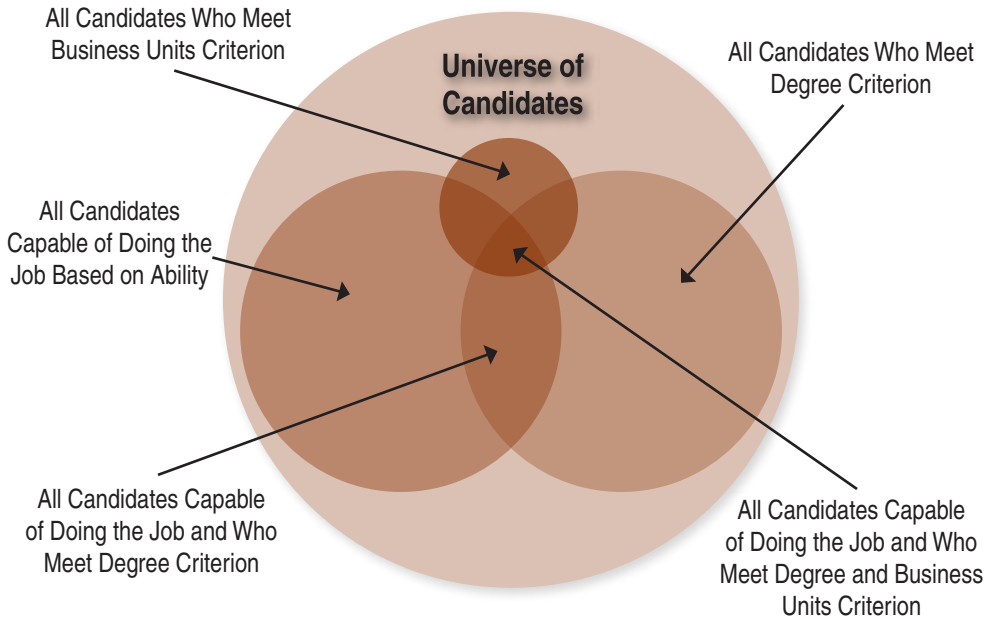 All Candidates Who Meet
Business Units Criterion
Universe of
Candidates
All Candidates Who Meet
Degree Criterion
All Candidates
Capable of Doing the
Job Based on Ability
All Candidates Capable
of Doing the Job and Who
Meet Degree Criterion
All Candidates Capable
of Doing the Job and Who
Meet Degree and Business
Units Criterion